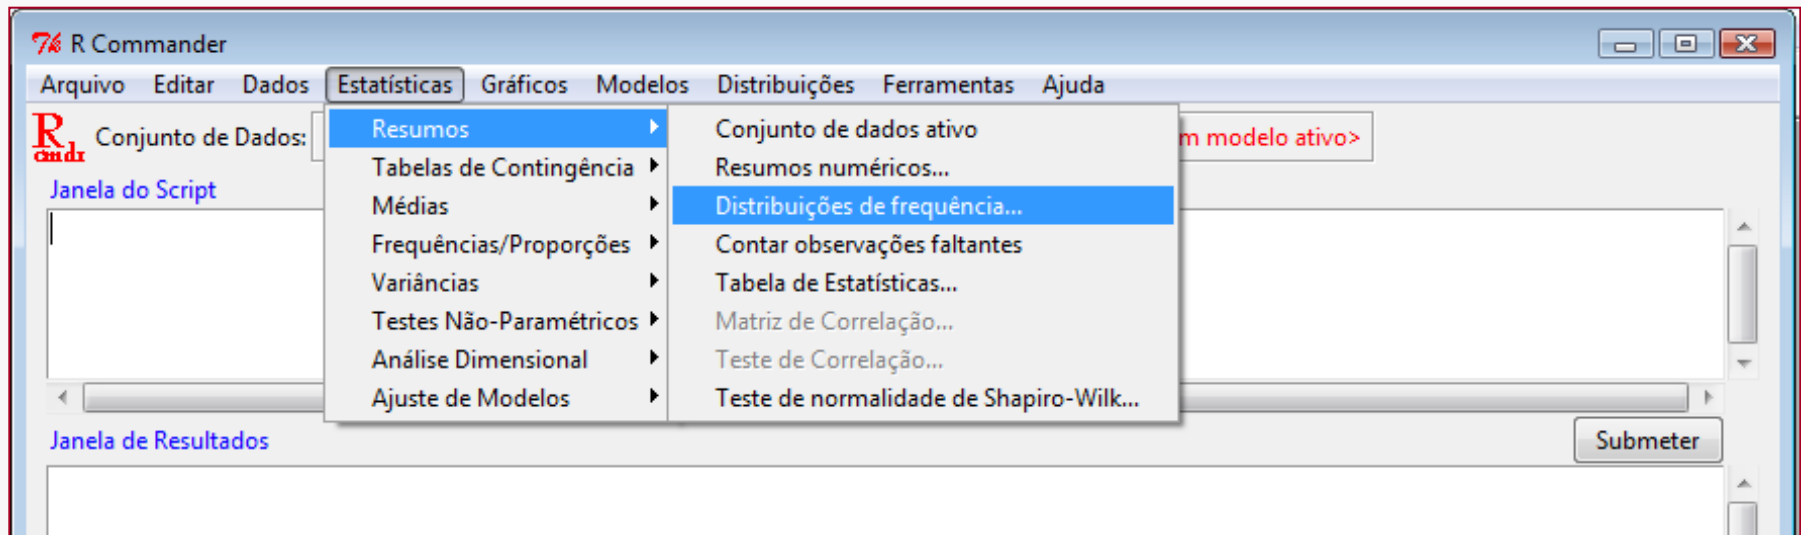 R Commander
Arquivo Editar Dados Estatísticas Gráficos Modelos Distribuições Ferramentas Ajuda
R Conjunto de Dados: m modelo ativo>
cmdr
Janela do Script
Resumos
Tabelas de Contingência
Médias
Frequências/Proporções
Variâncias
Testes Não-Paramétricos
Análise Dimensional
Ajuste de Modelos
Conjunto de dados ativo
Resumos numéricos...
Distribuições de frequência...
Contar observações faltantes
Tabela de Estatísticas...
Matriz de Correlação...
Teste de Correlação...
Teste de normalidade de Shapiro-Wilk...
Janela de Resultados
Submeter